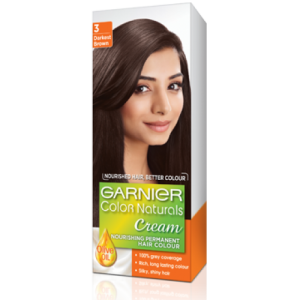 3
Darkest
Brown
NOURISHED HAIR, BETTER COLOUR
GARNIER
Color Naturals
Cream
NOURISHING PERMANENT
HAIR COLOUR
OLIVE
OIL
• 100% grey coverage
• Rich, long lasting colour
• Silky, shiny hair